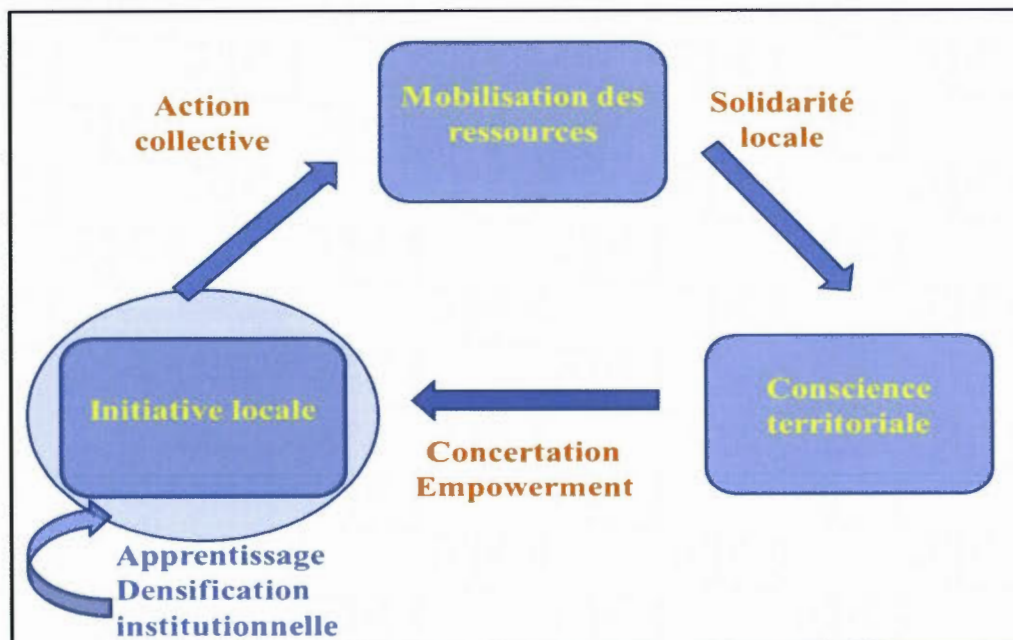 Action
collective
Mobilisation des
ressources
Solidarité
locale
Initiative locale
Conscience
territoriale
Concertation
Empowerment
Apprentissage
Densification
institutionnelle